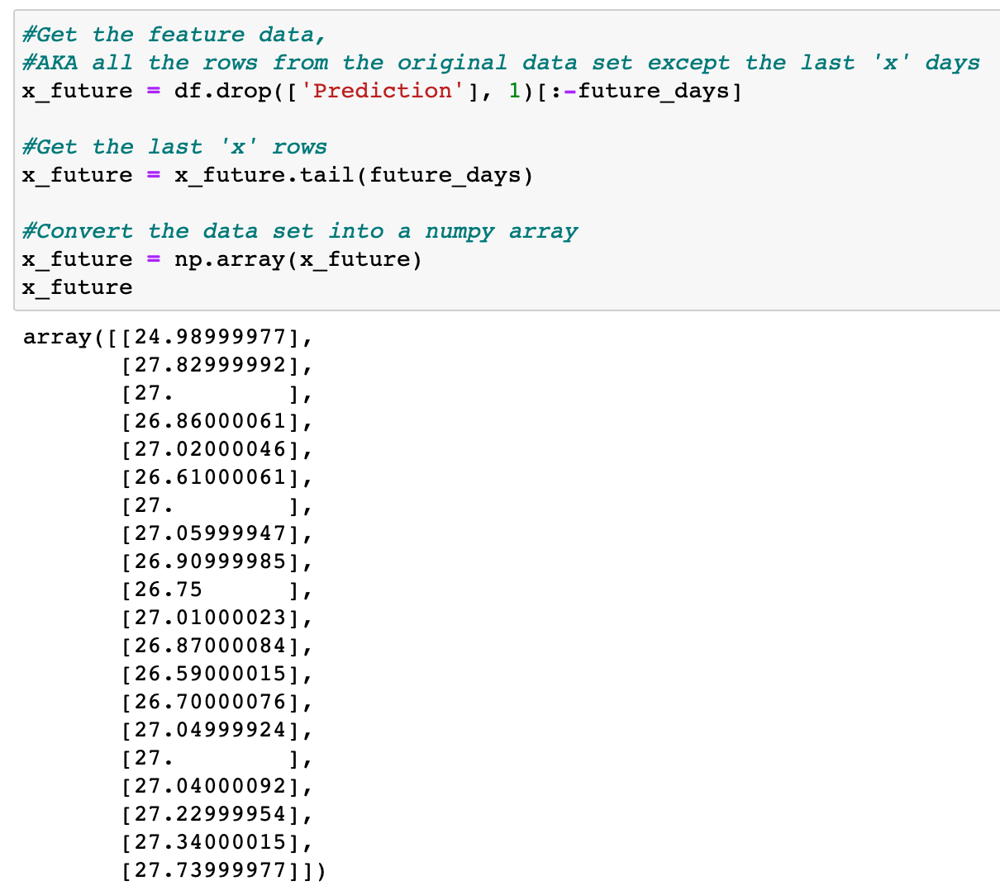 #Get the feature data,
#AKA all the rows from the original data set except the last 'x' days
x_future = df.drop(['Prediction'], 1)[:-future_days]

#Get the last 'x' rows
x_future = x_future.tail(future_days)

#Convert the data set into a numpy array
x_future = np.array(x_future)
x_future
array([[24.98999977],
       [27.82999992],
       [27.        ],
       [26.86000061],
       [27.02000046],
       [26.61000061],
       [27.        ],
       [27.05999947],
       [26.90999985],
       [26.75      ],
       [27.01000023],
       [26.87000084],
       [26.59000015],
       [26.70000076],
       [27.04999924],
       [27.        ],
       [27.04000092],
       [27.22999954],
       [27.34000015],
       [27.73999977]])